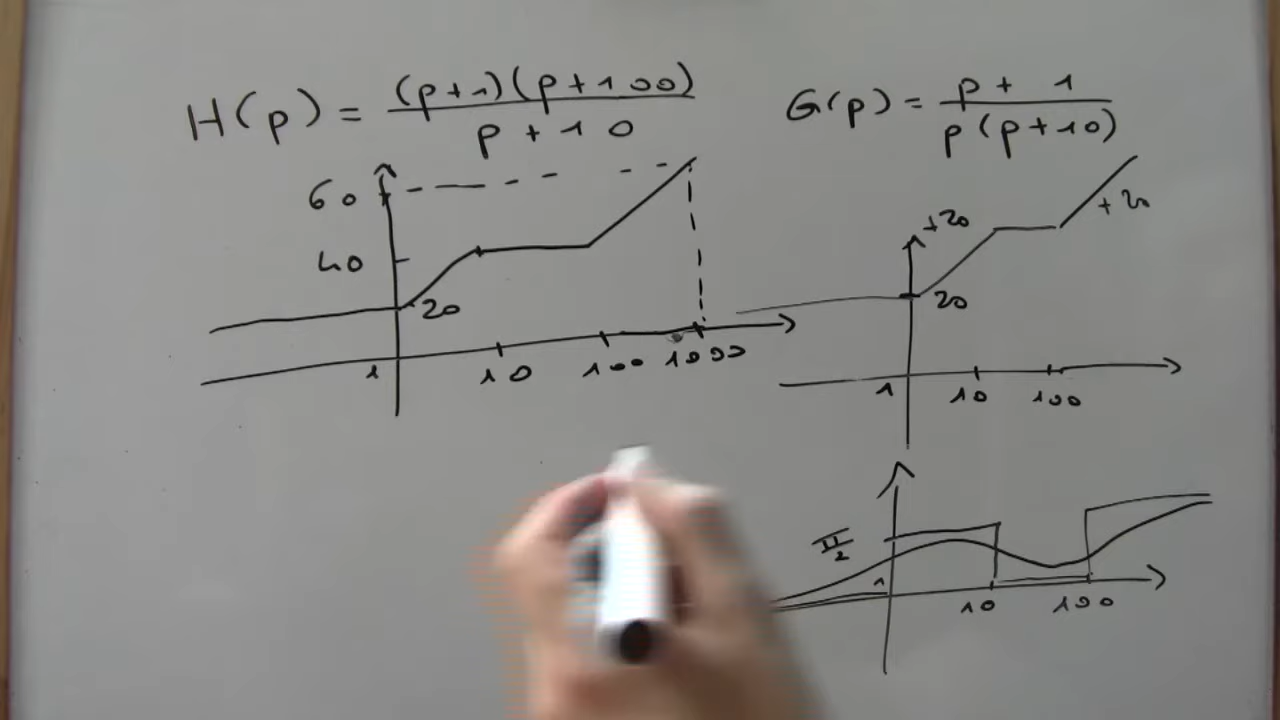 H(p) = (p+1)(p+100) / p + 10
G(p) = p + 1 / p(p+10)
60
40
20
1 10 100 1000
+20
+20
20
1 10 100
π/2
1
10 100